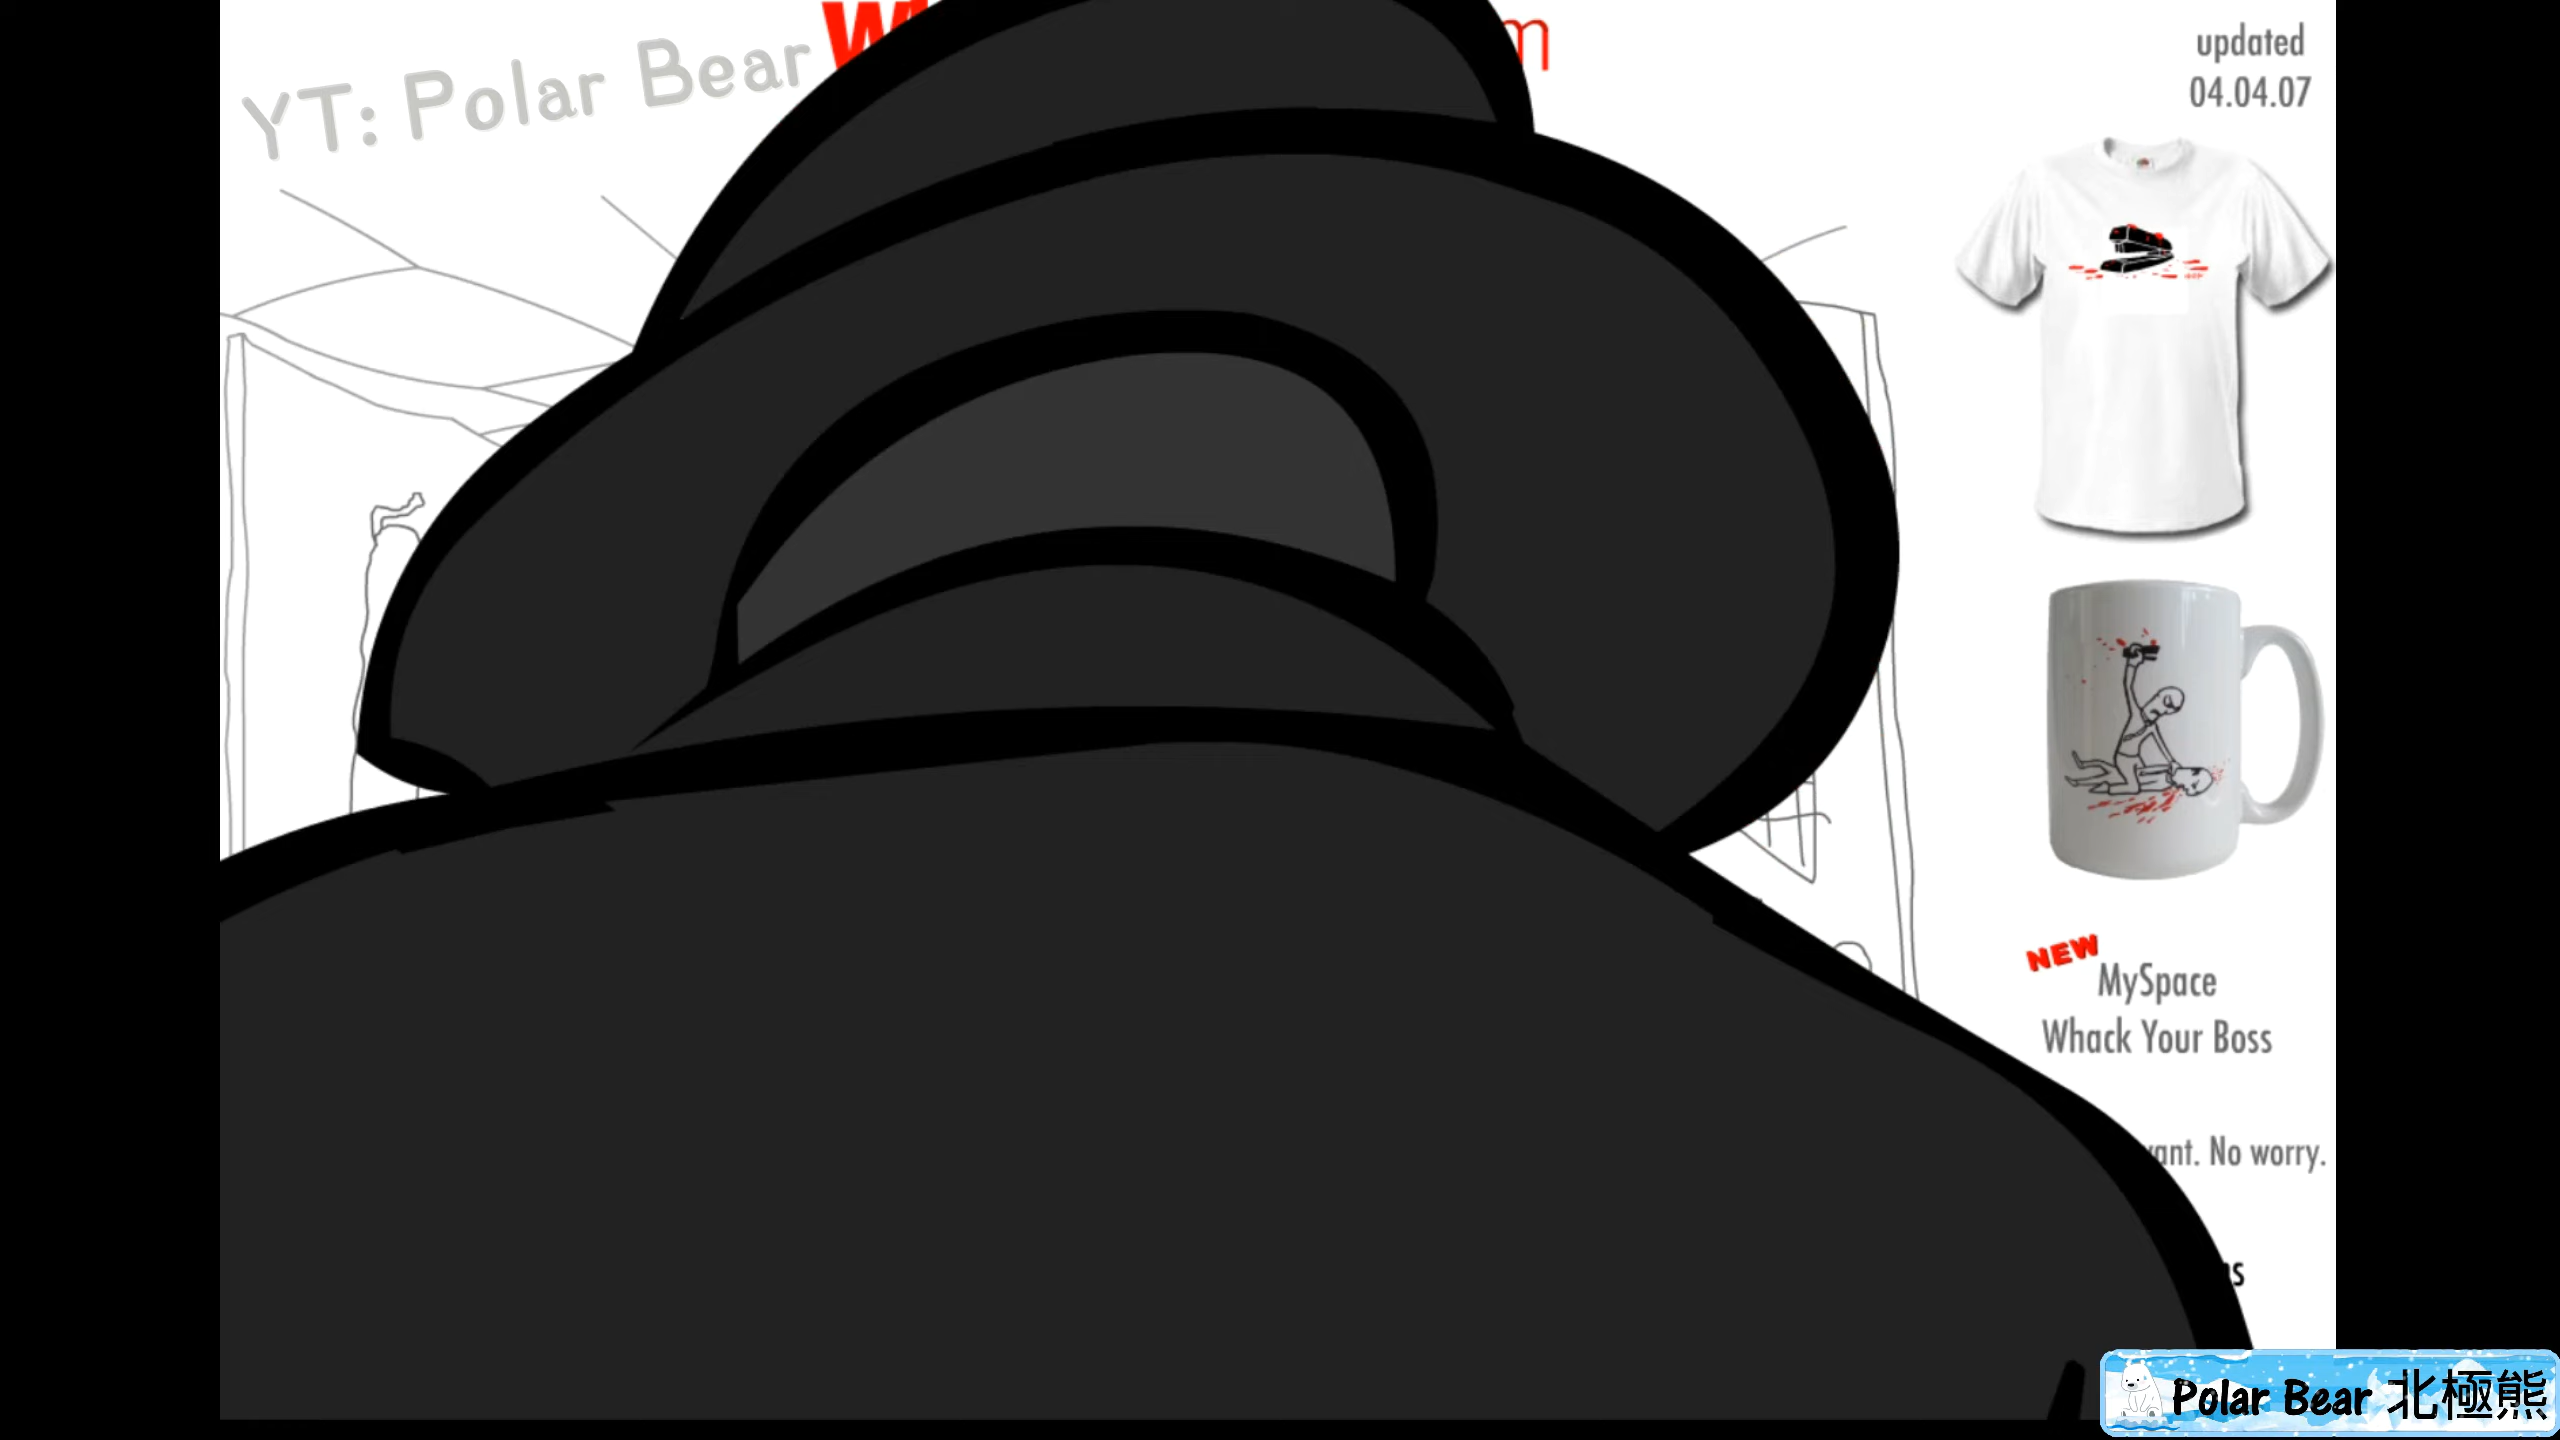 YT: Polar Bear
updated
04.04.07
NEW
MySpace
Whack Your Boss
No worry.
Polar Bear 北極熊